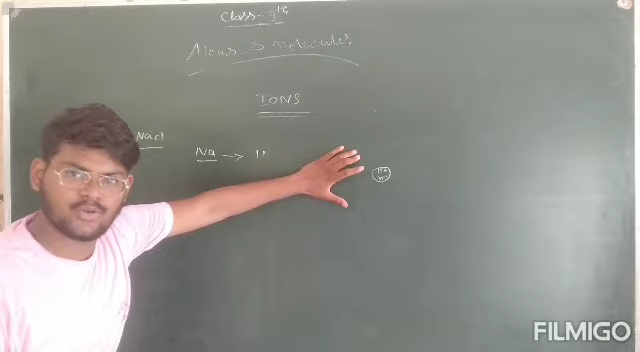 Class-9th
Atoms & molecules
IONS
Nacl
Na → 11
FILMIGO